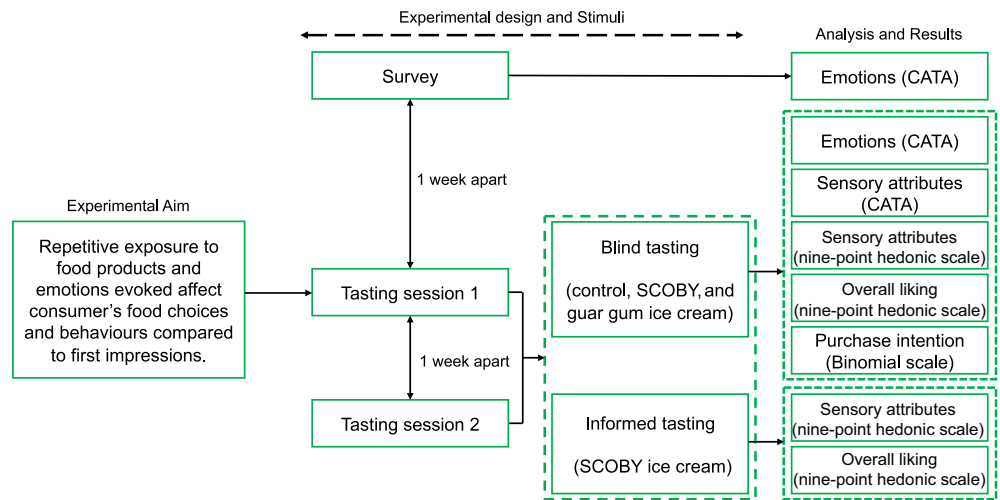 Experimental design and Stimuli
Analysis and Results
Survey
Emotions (CATA)
Emotions (CATA)
1 week apart
Sensory attributes
(CATA)
Experimental Aim
Repetitive exposure to
food products and
emotions evoked affect
consumer's food choices
and behaviours compared
to first impressions.
Tasting session 1
1 week apart
Tasting session 2
Blind tasting
(control, SCOBY, and
guar gum ice cream)
Sensory attributes
(nine-point hedonic scale)
Overall liking
(nine-point hedonic scale)
Purchase intention
(Binomial scale)
Informed tasting
(SCOBY ice cream)
Sensory attributes
(nine-point hedonic scale)
Overall liking
(nine-point hedonic scale)